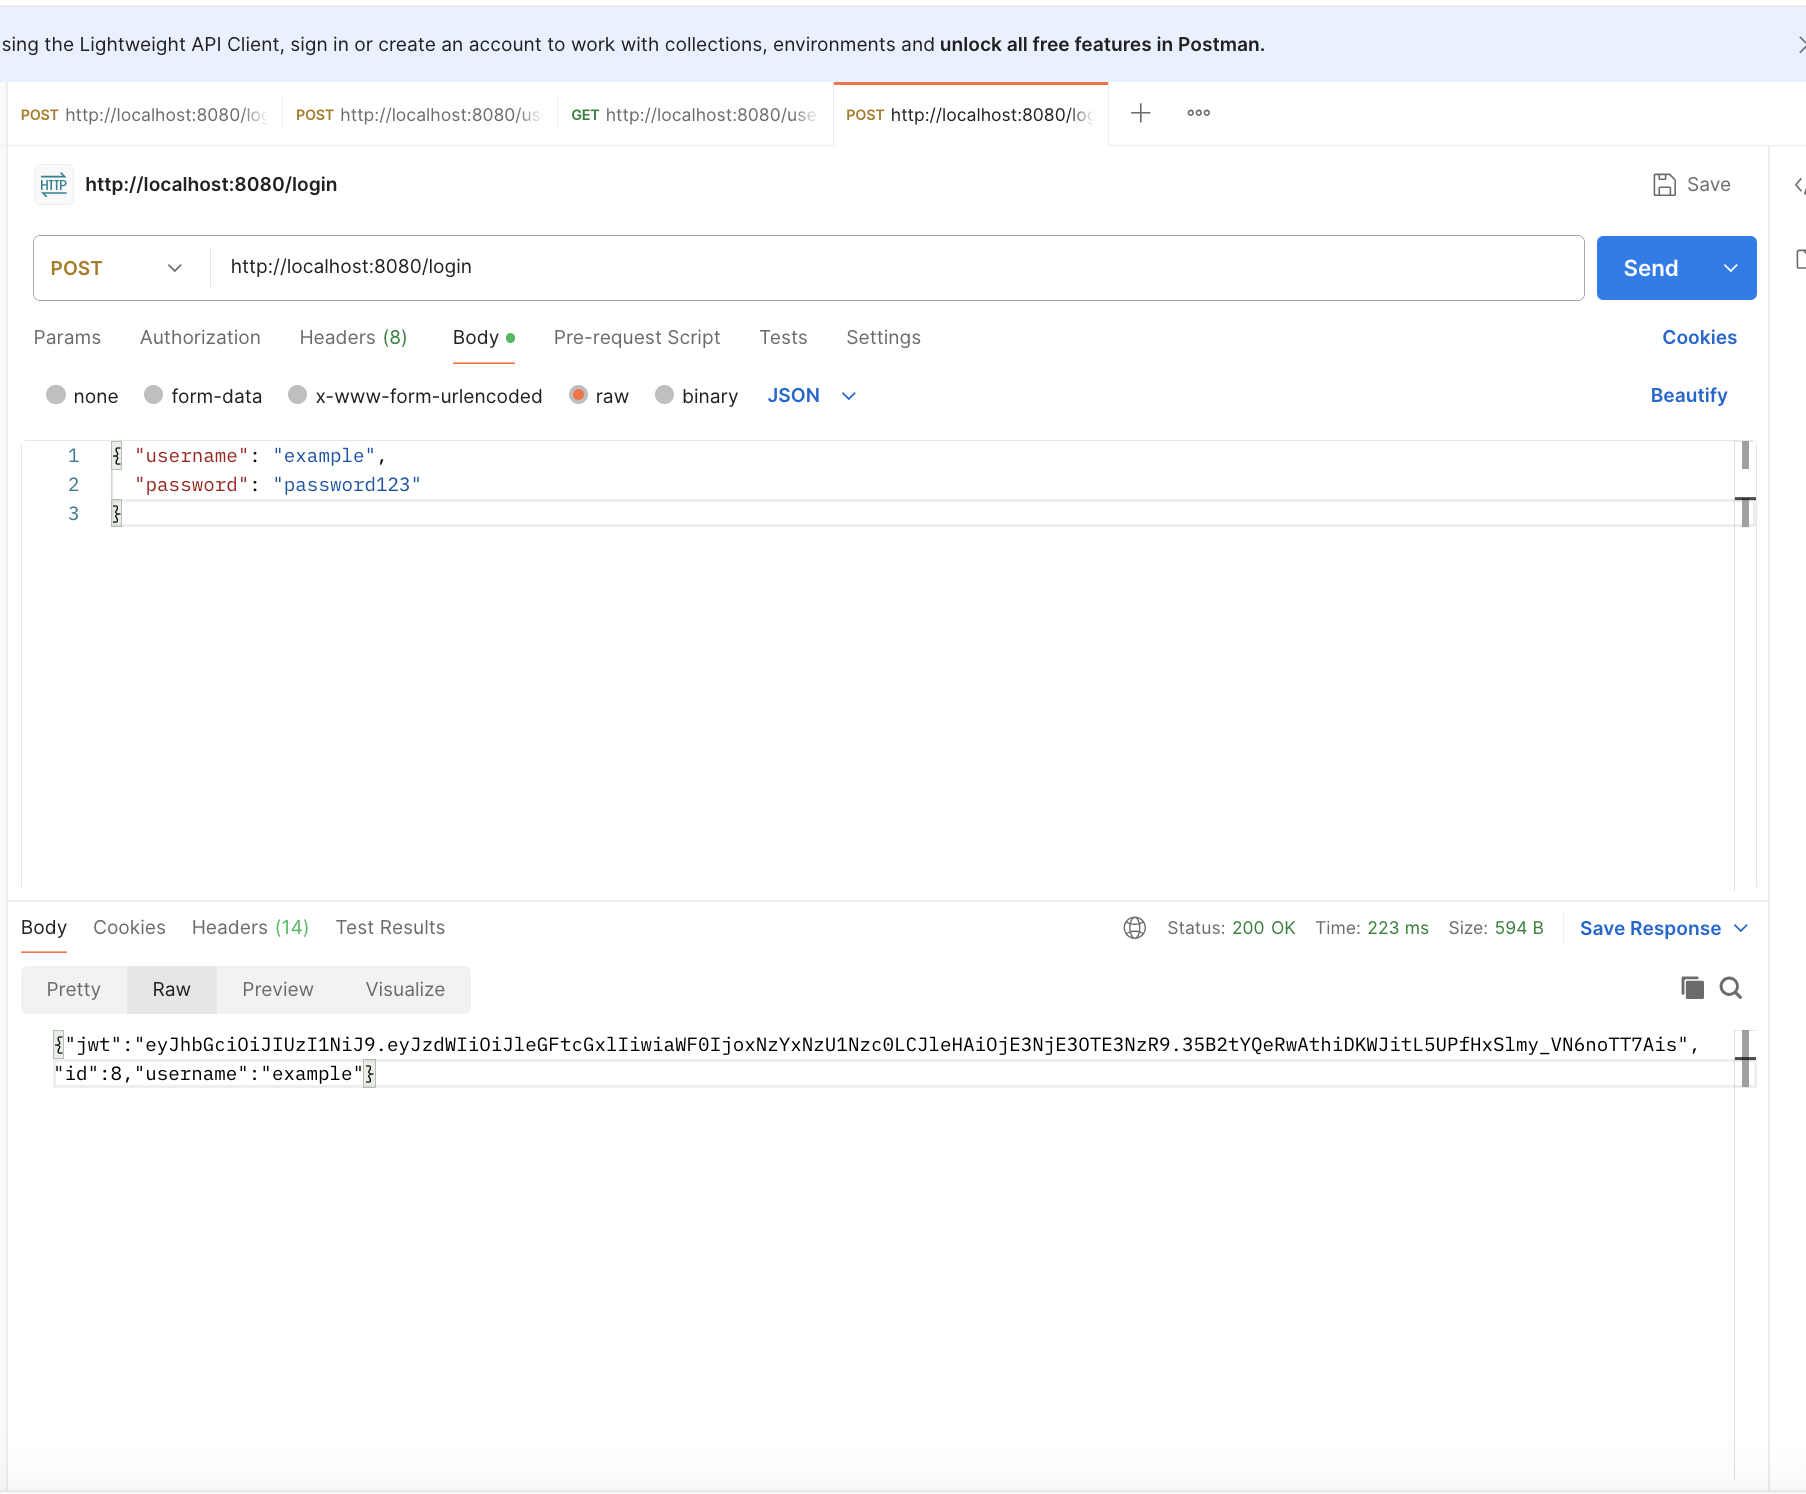 sing the Lightweight API Client, sign in or create an account to work with collections, environments and unlock all free features in Postman.
POST http://localhost:8080/log
POST http://localhost:8080/us
GET http://localhost:8080/use
POST http://localhost:8080/log
HTTP http://localhost:8080/login
Save
POST http://localhost:8080/login
Send
Params Authorization Headers (8) Body Pre-request Script Tests Settings Cookies
none form-data x-www-form-urlencoded raw binary JSON Beautify
1 { "username": "example",
2 "password": "password123"
3 }
Body Cookies Headers (14) Test Results Status: 200 OK Time: 223 ms Size: 594 B Save Response
Pretty Raw Preview Visualize
{"jwt":"eyJhbGciOiJIUzI1NiJ9.eyJzdWIiOiJleGFtcGxlIiwiaWF0IjoxNzYxNzU1Nzc0LCJleHAiOjE3NjE3OTE3NzR9.35B2tYQeRwAthiDKWJitL5UPfHxSlmy_VN6noTT7Ais",
"id":8,"username":"example"}